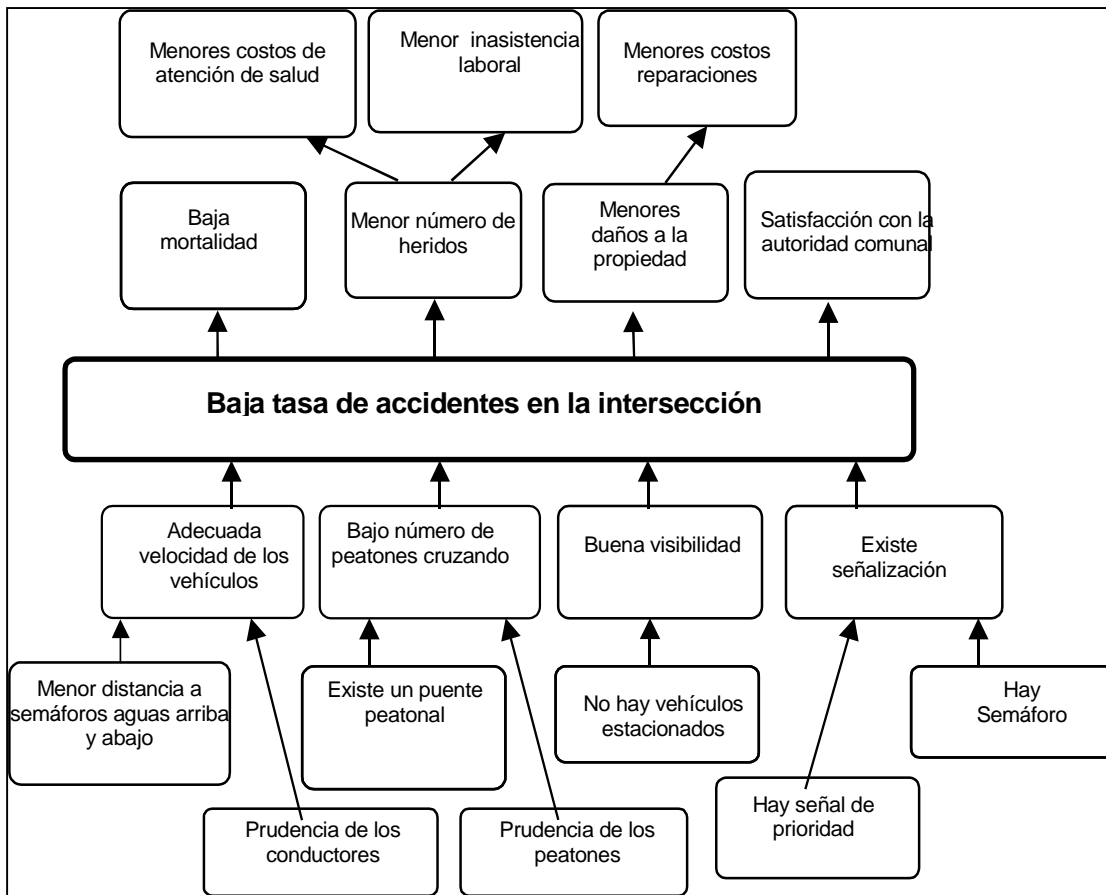 Menores costos de
atención de salud
Menor inasistencia
laboral
Menores costos
reparaciones
Baja
mortalidad
Menor número de
heridos
Menores
daños a la
propiedad
Satisfacción con la
autoridad comunal
Baja tasa de accidentes en la intersección
Adecuada
velocidad de los
vehículos
Bajo número de
peatones cruzando
Buena visibilidad
Existe
señalización
Menor distancia a
semáforos aguas arriba
y abajo
Existe un puente
peatonal
No hay vehículos
estacionados
Hay
Semáforo
Prudencia de los
conductores
Prudencia de los
peatones
Hay señal de
prioridad